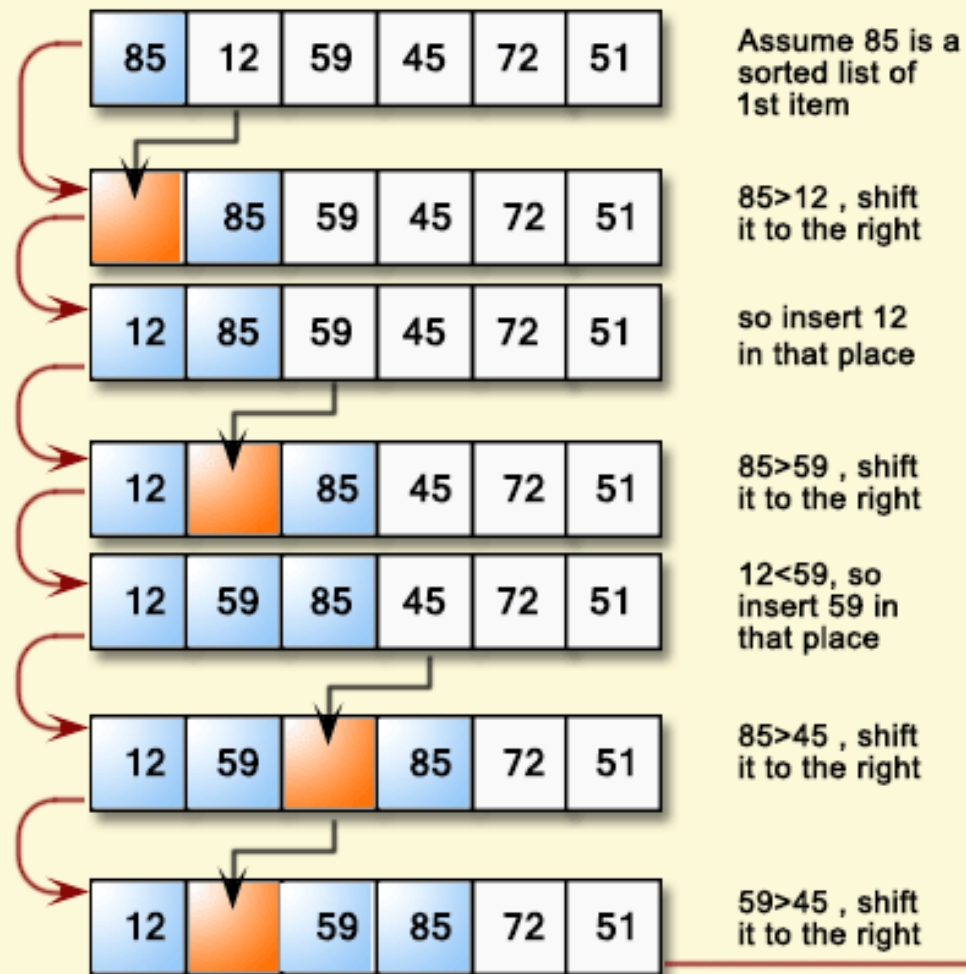 85 12 59 45 72 51
Assume 85 is a
sorted list of
1st item
85 59 45 72 51
85>12 , shift
it to the right
12 85 59 45 72 51
so insert 12
in that place
12 85 45 72 51
85>59 , shift
it to the right
12 59 85 45 72 51
12<59, so
insert 59 in
that place
12 59 85 72 51
85>45 , shift
it to the right
12 59 85 72 51
59>45 , shift
it to the right